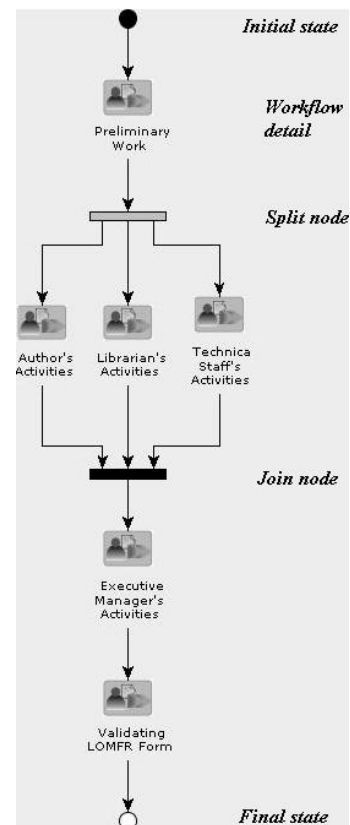 Initial state
Preliminary
Work
Workflow
detail
Split node
Author's
Activities
Librarian's
Activities
Technica
Staff's
Activities
Join node
Executive
Manager's
Activities
Validating
LOMFR Form
Final state